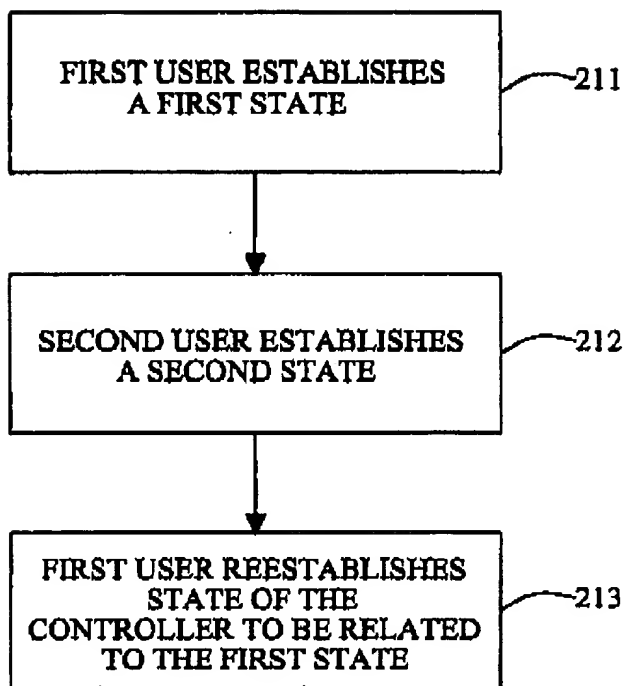 FIRST USER ESTABLISHES
A FIRST STATE
211
SECOND USER ESTABLISHES
A SECOND STATE
212
FIRST USER REESTABLISHES
STATE OF THE
CONTROLLER TO BE RELATED
TO THE FIRST STATE
213